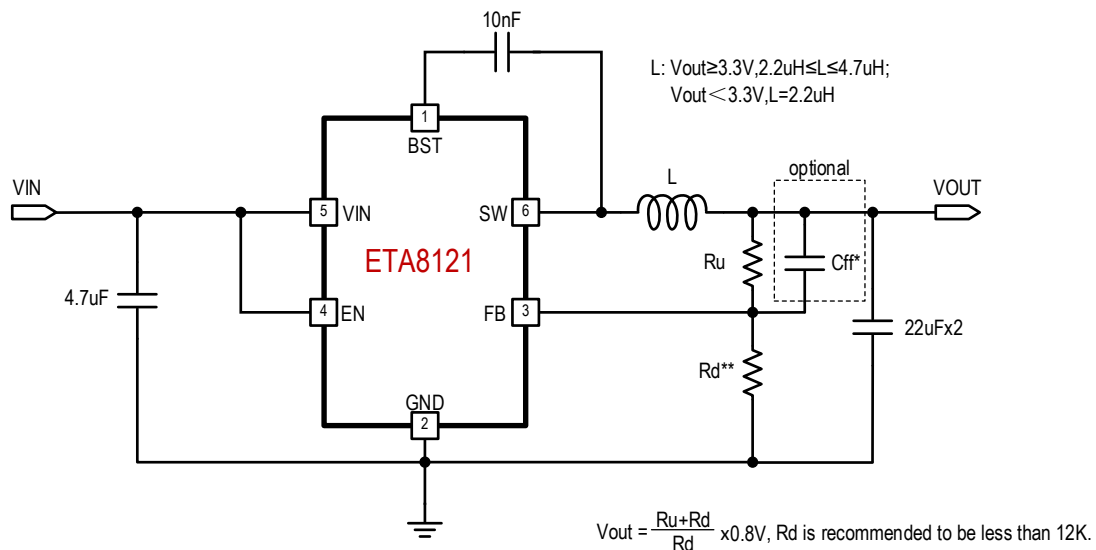 10nF
L: Vout≥3.3V,2.2uH≤L≤4.7uH;
Vout＜3.3V,L=2.2uH
1
BST
optional
L
VIN
VOUT
5
VIN
SW
6
ETA8121
Ru
Cff*
4.7uF
4
EN
FB
3
22uFx2
Rd**
GND
2
Vout = Ru+Rd/Rd x0.8V, Rd is recommended to be less than 12K.